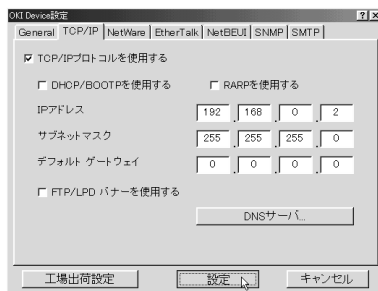 OKI Device設定
General TCP/IP NetWare EtherTalk NetBEUI SNMP SMTP
TCP/IPプロトコルを使用する
DHCP/BOOTPを使用する RARPを使用する
IPアドレス 192 . 168 . 0 . 2
サブネットマスク 255 . 255 . 255 . 0
デフォルト ゲートウェイ 0 . 0 . 0 . 0
FTP/LPD バナーを使用する
DNSサーバ...
工場出荷設定 設定 キャンセル